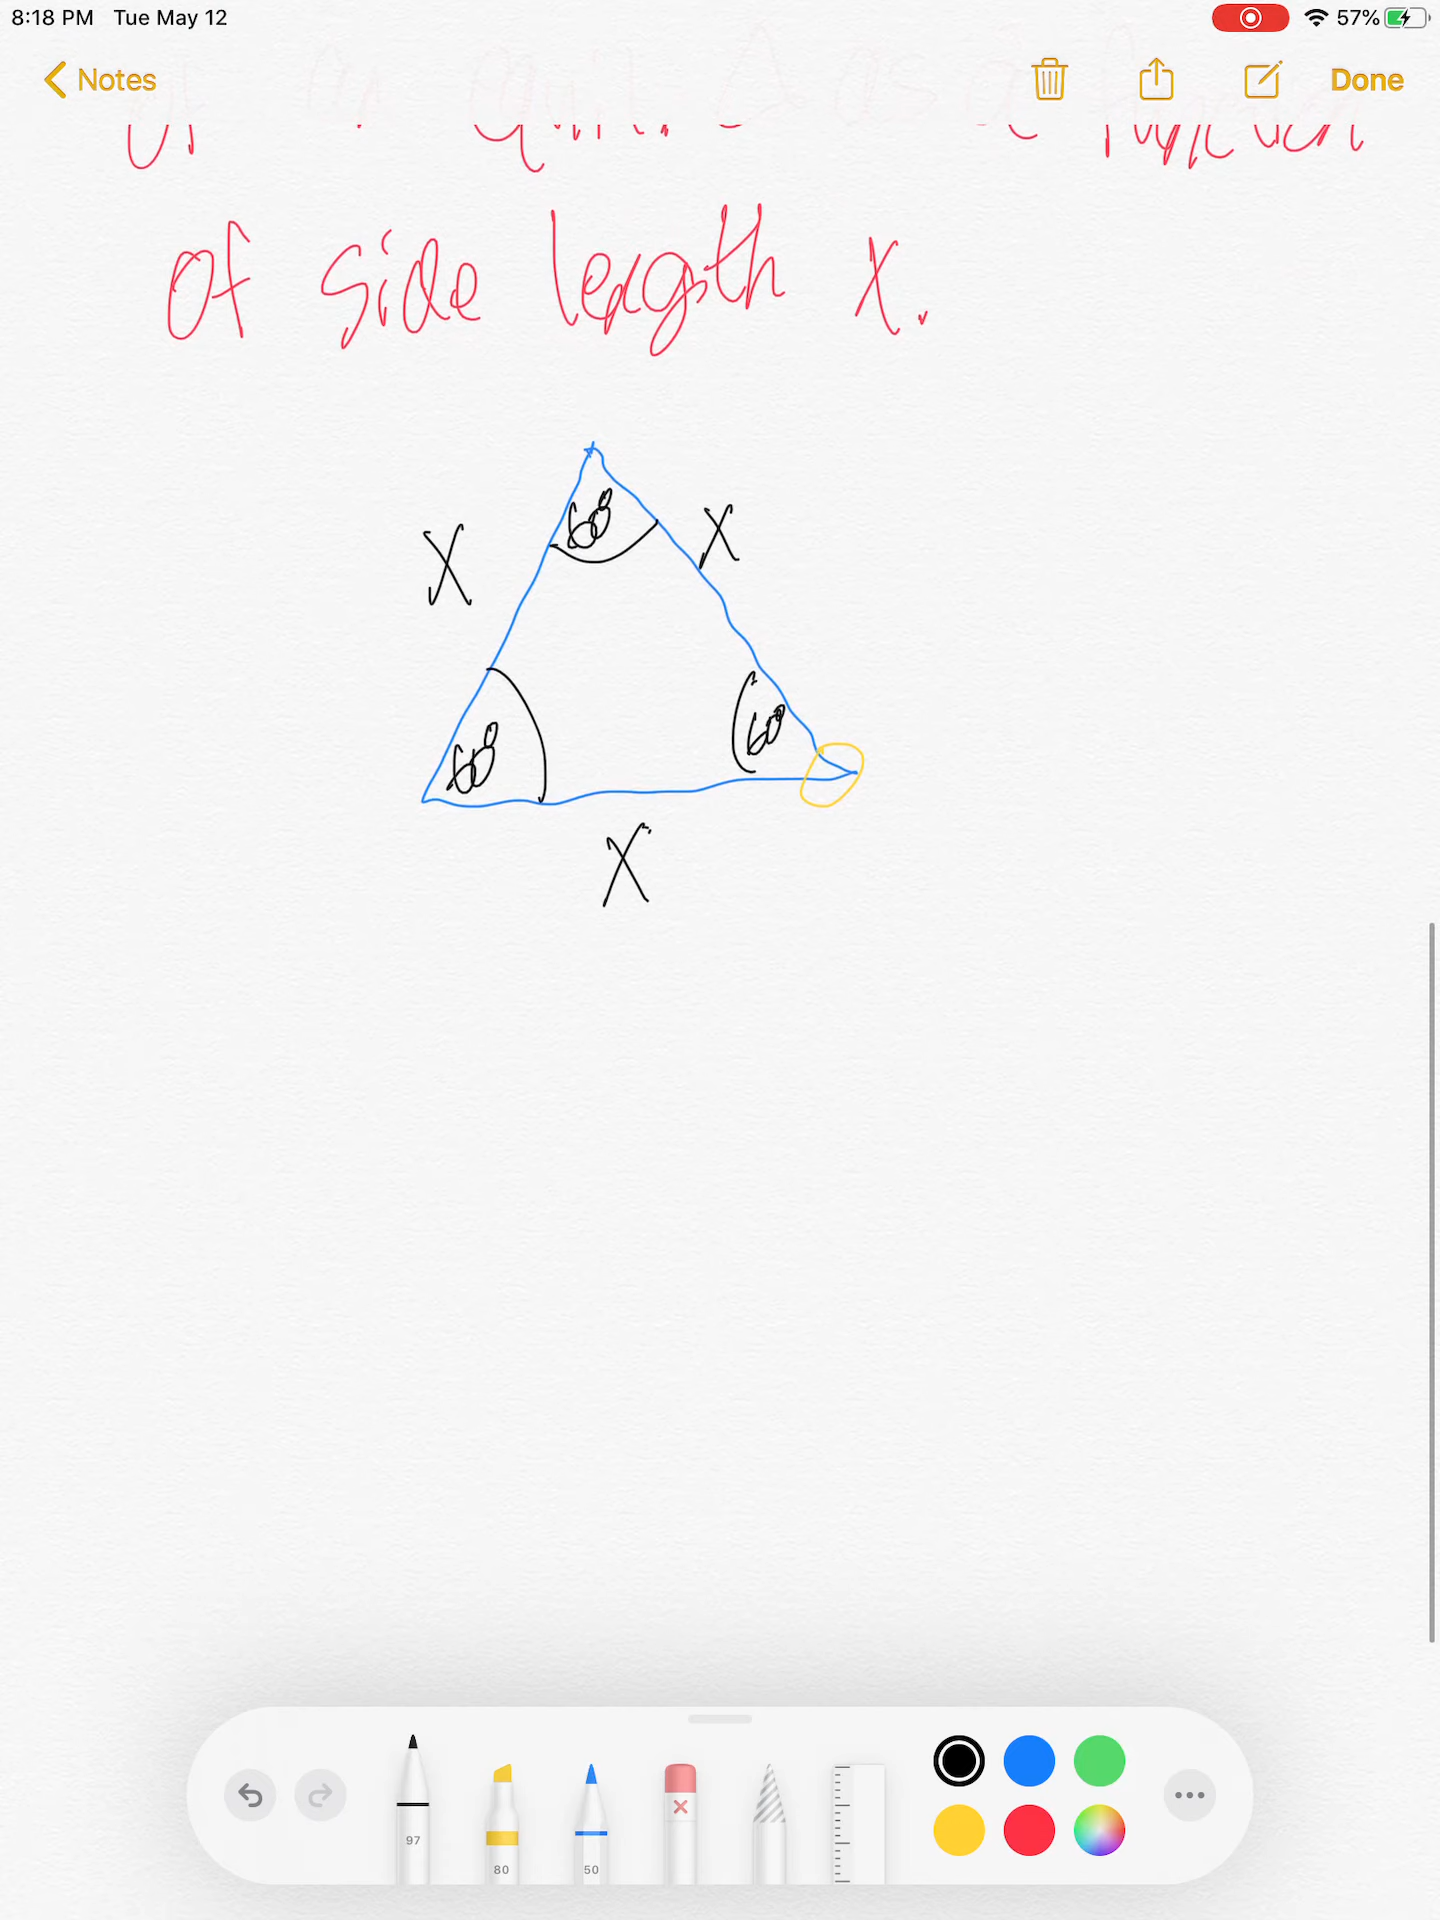 8:18 PM Tue May 12 57%
Notes Done
of side length x.
60°
X X
60° 60°
X
97 80 50